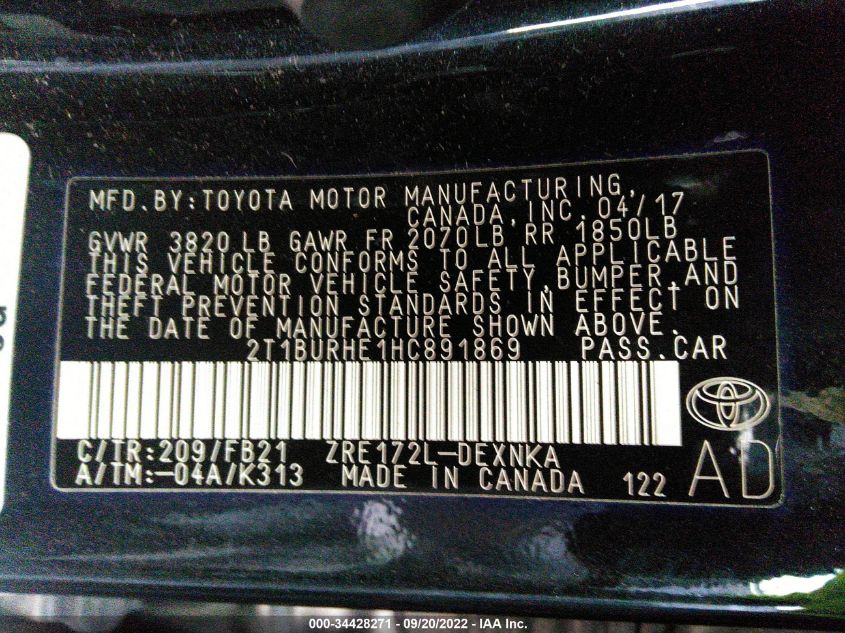 MFD.BY:TOYOTA MOTOR MANUFACTURING,
CANADA,INC. 04/17
GVWR 3820 LB GAWR FR 2070LB RR 1850LB
THIS VEHICLE CONFORMS TO ALL APPLICABLE
FEDERAL MOTOR VEHICLE SAFETY,BUMPER,AND
THEFT PREVENTION STANDARDS IN EFFECT ON
THE DATE OF MANUFACTURE SHOWN ABOVE.
2T1BURHE1HC891869 PASS.CAR
C/TR:209/FB21 ZRE172L-DEXNKA
A/TM:-04A/K313 MADE IN CANADA 122
AD
000-34428271 - 09/20/2022 - IAA Inc.